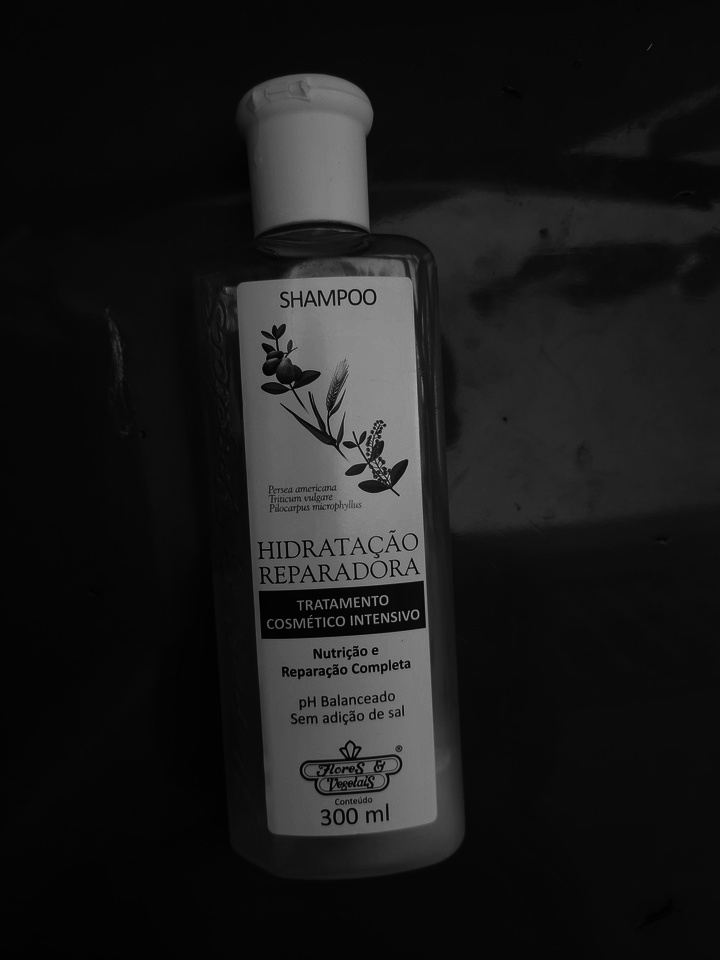 SHAMPOO
Persea americana
Triticum vulgare
Pilocarpus microphyllus
HIDRATAÇÃO
REPARADORA
TRATAMENTO
COSMÉTICO INTENSIVO
Nutrição e
Reparação Completa
pH Balanceado
Sem adição de sal
Flores &
Vegetais
®
Conteúdo
300 ml